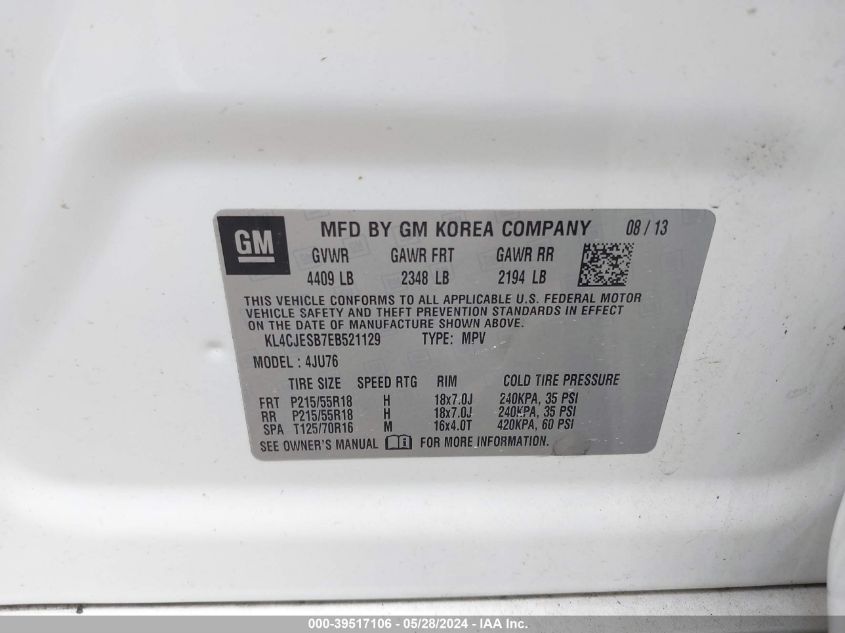 GM
MFD BY GM KOREA COMPANY 08 / 13
GVWR GAWR FRT GAWR RR
4409 LB 2348 LB 2194 LB
THIS VEHICLE CONFORMS TO ALL APPLICABLE U.S. FEDERAL MOTOR
VEHICLE SAFETY AND THEFT PREVENTION STANDARDS IN EFFECT
ON THE DATE OF MANUFACTURE SHOWN ABOVE.
KL4CJESB7EB521129 TYPE: MPV
MODEL : 4JU76
TIRE SIZE SPEED RTG RIM COLD TIRE PRESSURE
FRT P215/55R18 H 18x7.0J 240KPA, 35 PSI
RR P215/55R18 H 18x7.0J 240KPA, 35 PSI
SPA T125/70R16 M 16x4.0T 420KPA, 60 PSI
SEE OWNER'S MANUAL FOR MORE INFORMATION.
000-39517106 - 05/28/2024 - IAA Inc.